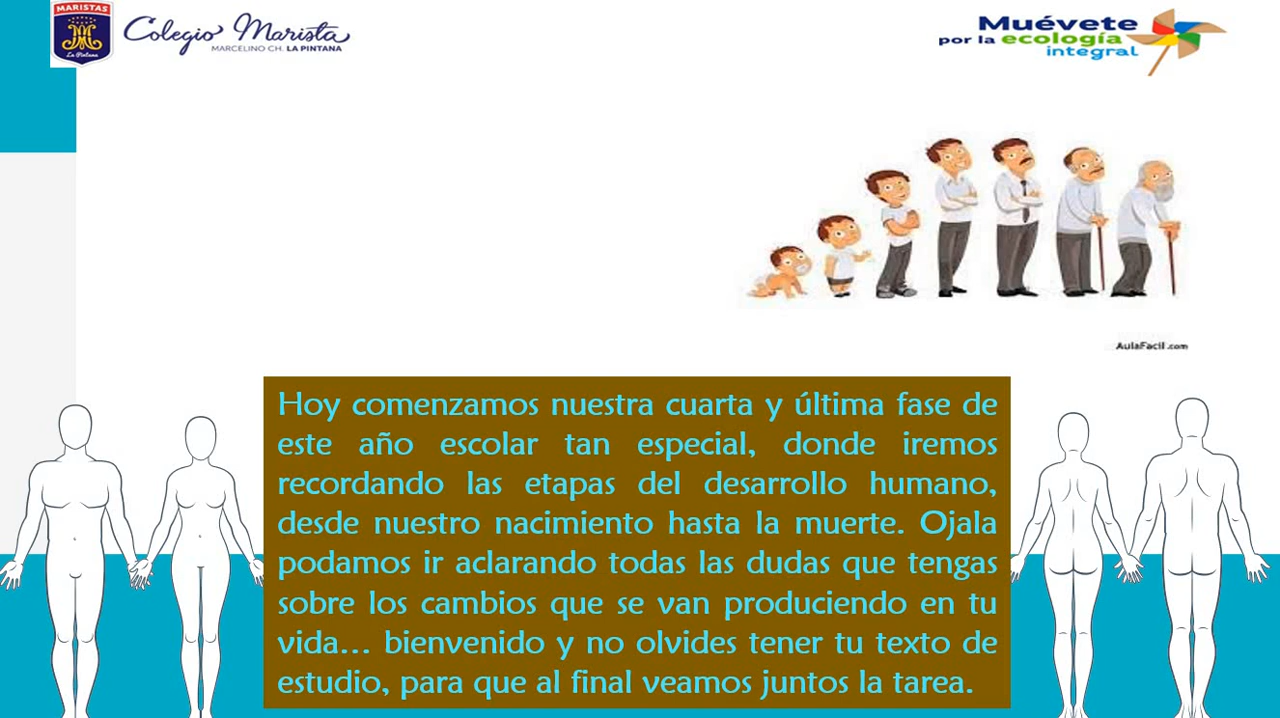 MARISTAS
La Pintana
Colegio Marista
MARCELINO CH. LA PINTANA
Muévete
por la ecología
integral
AulaFacil.com
Hoy comenzamos nuestra cuarta y última fase de
este año escolar tan especial, donde iremos
recordando las etapas del desarrollo humano,
desde nuestro nacimiento hasta la muerte. Ojala
podamos ir aclarando todas las dudas que tengas
sobre los cambios que se van produciendo en tu
vida... bienvenido y no olvides tener tu texto de
estudio, para que al final veamos juntos la tarea.